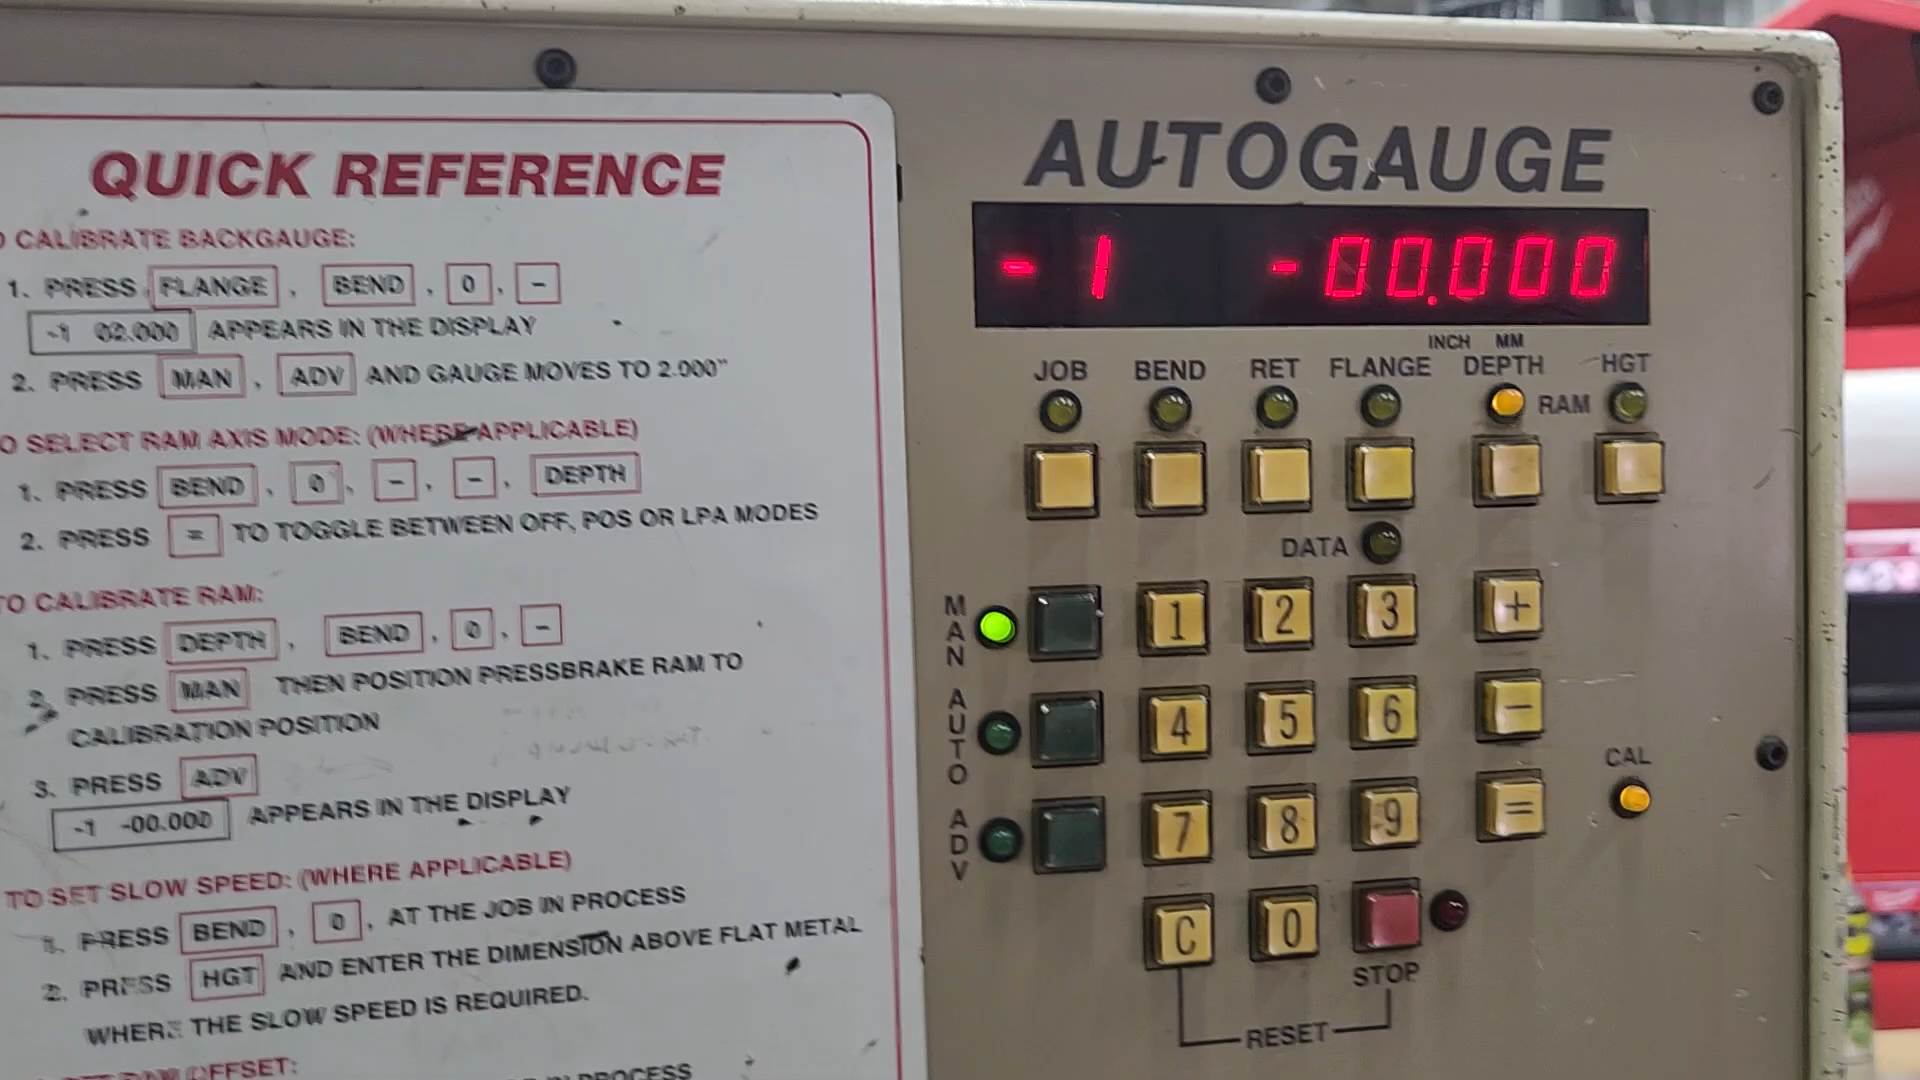 QUICK REFERENCE
O CALIBRATE BACKGAUGE:
1. PRESS FLANGE , BEND , 0 , -
-1 02.000 APPEARS IN THE DISPLAY
2. PRESS MAN , ADV AND GAUGE MOVES TO 2.000"
O SELECT RAM AXIS MODE: (WHERE APPLICABLE)
1. PRESS BEND , 0 , - , - , DEPTH
2. PRESS = TO TOGGLE BETWEEN OFF, POS OR LPA MODES
TO CALIBRATE RAM:
1. PRESS DEPTH , BEND , 0 , -
2. PRESS MAN THEN POSITION PRESSBRAKE RAM TO
CALIBRATION POSITION
3. PRESS ADV
-1 -00.000 APPEARS IN THE DISPLAY
TO SET SLOW SPEED: (WHERE APPLICABLE)
1. PRESS BEND , 0 , AT THE JOB IN PROCESS
2. PRESS HGT AND ENTER THE DIMENSION ABOVE FLAT METAL
WHERE THE SLOW SPEED IS REQUIRED.
OFFSET:
PROCESS
AUTOGAUGE
-1 -00.000
INCH MM
JOB BEND RET FLANGE DEPTH RAM HGT
DATA
MAN 1 2 3 +
AUTO 4 5 6 -
CAL
ADV 7 8 9 =
C 0 STOP
RESET